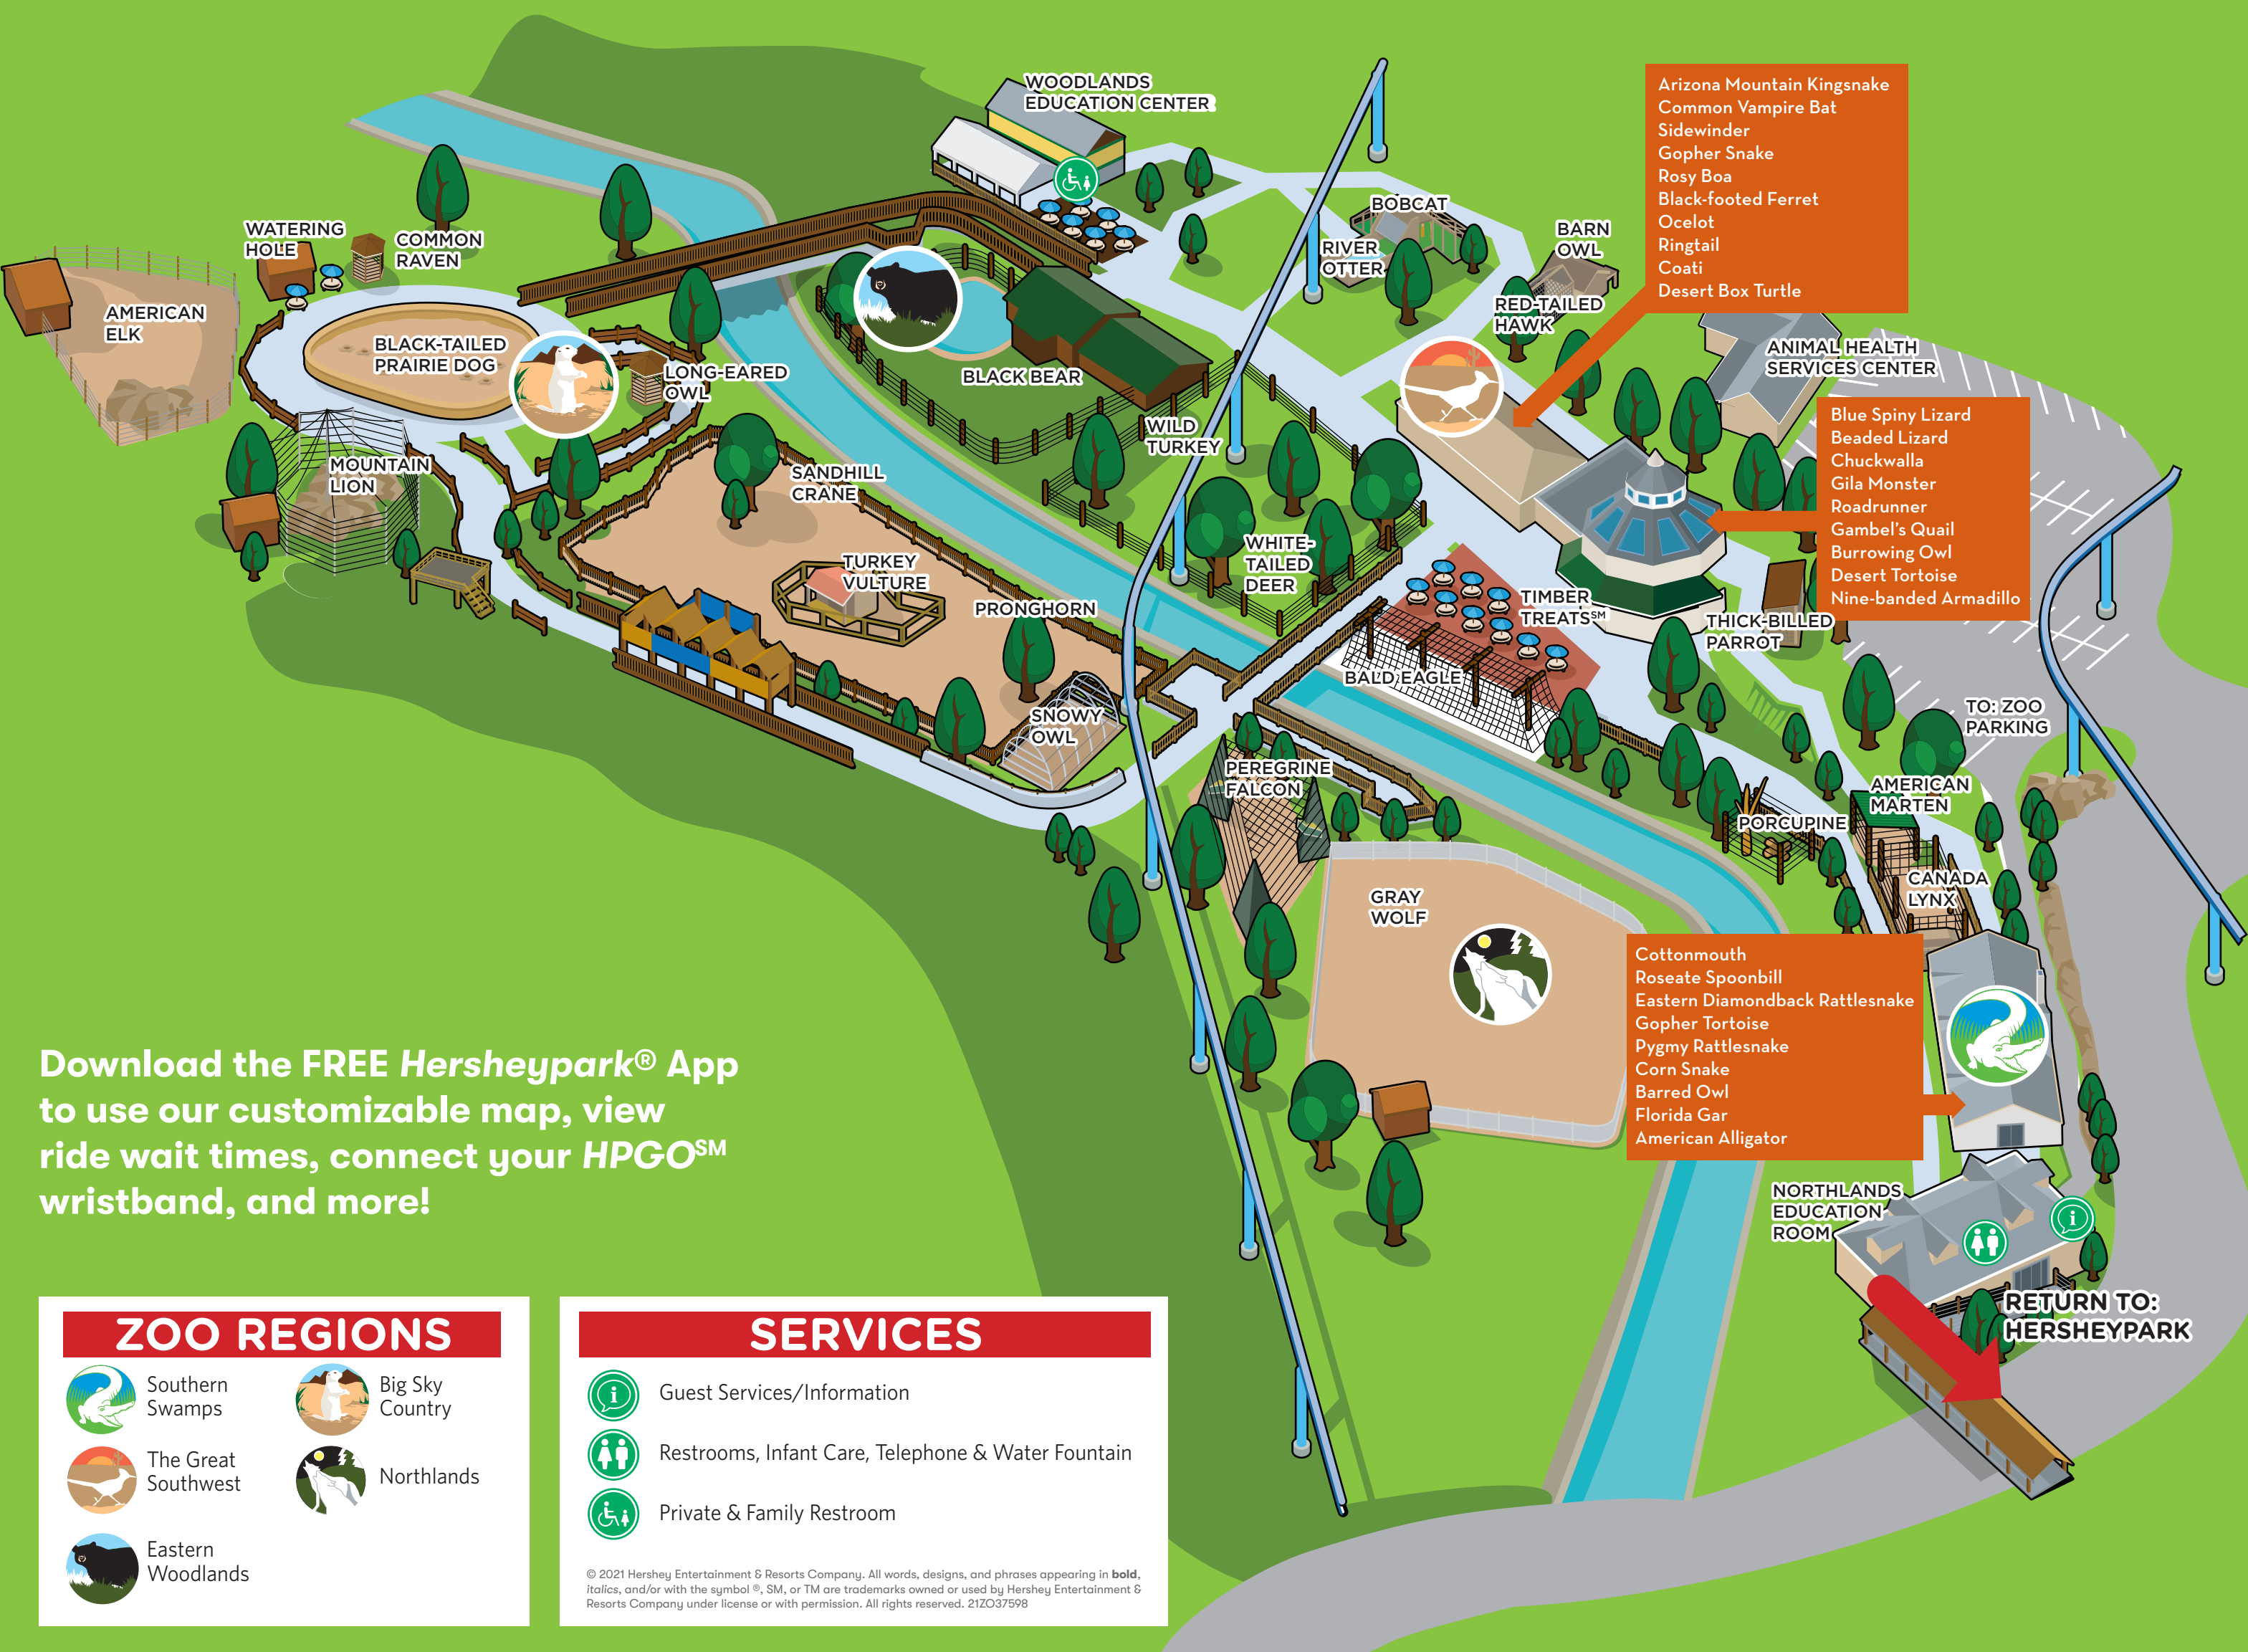 WOODLANDS
EDUCATION CENTER
Arizona Mountain Kingsnake
Common Vampire Bat
Sidewinder
Gopher Snake
Rosy Boa
Black-footed Ferret
Ocelot
Ringtail
Coati
Desert Box Turtle
BOBCAT
RIVER
OTTER
BARN
OWL
RED-TAILED
HAWK
WATERING
HOLE
COMMON
RAVEN
AMERICAN
ELK
BLACK-TAILED
PRAIRIE DOG
LONG-EARED
OWL
BLACK BEAR
ANIMAL HEALTH
SERVICES CENTER
Blue Spiny Lizard
Beaded Lizard
Chuckwalla
Gila Monster
Roadrunner
Gambel's Quail
Burrowing Owl
Desert Tortoise
Nine-banded Armadillo
MOUNTAIN
LION
SANDHILL
CRANE
WILD
TURKEY
TURKEY
VULTURE
WHITE-
TAILED
DEER
PRONGHORN
TIMBER
TREATS℠
THICK-BILLED
PARROT
BALD EAGLE
SNOWY
OWL
TO: ZOO
PARKING
PEREGRINE
FALCON
AMERICAN
MARTEN
PORCUPINE
CANADA
LYNX
GRAY
WOLF
Cottonmouth
Roseate Spoonbill
Eastern Diamondback Rattlesnake
Gopher Tortoise
Pygmy Rattlesnake
Corn Snake
Barred Owl
Florida Gar
American Alligator
NORTHLANDS
EDUCATION
ROOM
i
RETURN TO:
HERSHEYPARK
Download the FREE Hersheypark® App
to use our customizable map, view
ride wait times, connect your HPGO℠
wristband, and more!
ZOO REGIONS
Southern
Swamps
Big Sky
Country
The Great
Southwest
Northlands
Eastern
Woodlands
SERVICES
i
Guest Services/Information
Restrooms, Infant Care, Telephone & Water Fountain
Private & Family Restroom
© 2021 Hershey Entertainment & Resorts Company. All words, designs, and phrases appearing in bold,
italics, and/or with the symbol ®, SM, or TM are trademarks owned or used by Hershey Entertainment &
Resorts Company under license or with permission. All rights reserved. 21ZO37598